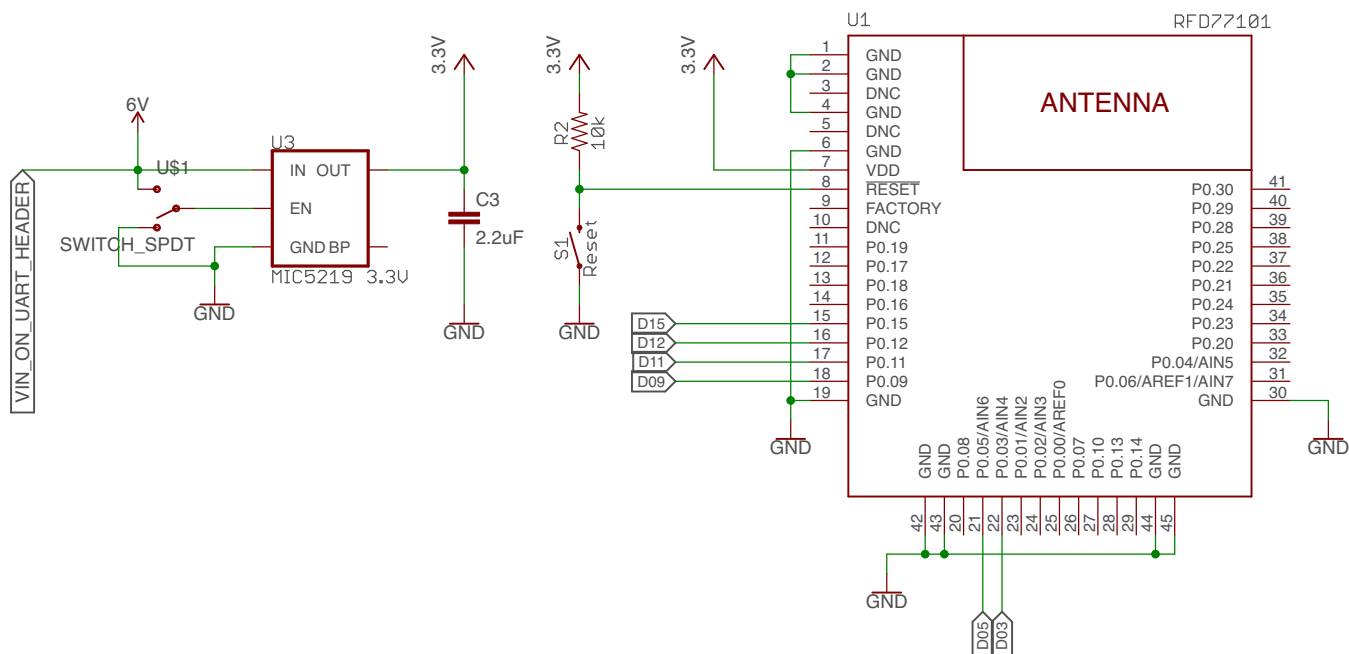 VIN_ON_UART_HEADER
6V
U$1
SWITCH_SPDT
GND
U3
IN OUT
EN
GND BP
MIC5219 3.3V
3.3V
C3
2.2uF
GND
3.3V
R2
10k
S1
Reset
GND
3.3V
U1
RFD77101
ANTENNA
1 GND
2 GND
3 DNC
4 GND
5 DNC
6 GND
7 VDD
8 RESET
9 FACTORY
10 DNC
11 P0.19
12 P0.17
13 P0.18
14 P0.16
D15 15 P0.15
D12 16 P0.12
D11 17 P0.11
D09 18 P0.09
19 GND
GND
P0.30 41
P0.29 40
P0.28 39
P0.25 38
P0.22 37
P0.21 36
P0.24 35
P0.23 34
P0.20 33
P0.04/AIN5 32
P0.06/AREF1/AIN7 31
GND 30
GND
GND 42
GND 43
P0.08 20
P0.05/AIN6 21
P0.03/AIN4 22
P0.01/AIN2 23
P0.02/AIN3 24
P0.00/AREF0 25
P0.07 26
P0.10 27
P0.13 28
P0.14 29
GND 44
GND 45
GND
D05
D03